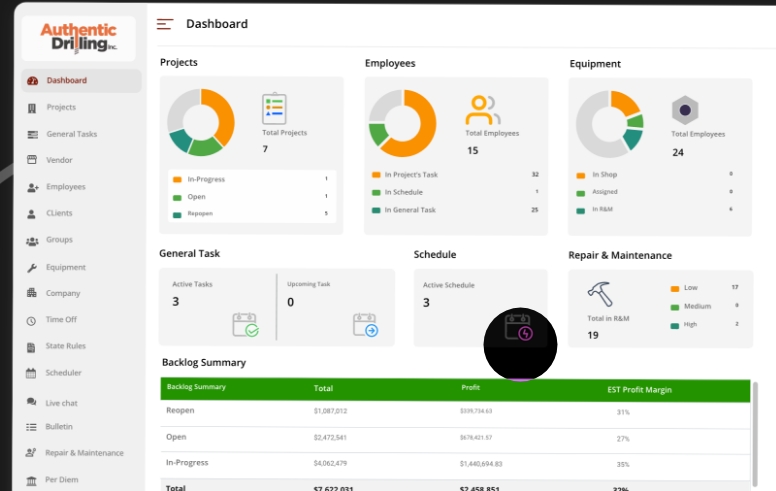 Authentic
Drilling Inc.
Dashboard
Projects
General Tasks
Vendor
Employees
CLients
Groups
Equipment
Company
Time Off
State Rules
Scheduler
Live chat
Bulletin
Repair & Maintenance
Per Diem
Dashboard
Projects
Total Projects
7
In-Progress 1
Open 1
Repopen 5
Employees
Total Employees
15
In Project's Task 32
In Schedule 1
In General Task 25
Equipment
Total Employees
24
In Shop 0
Assigned 0
In R&M 6
General Task
Active Tasks
3
Upcoming Task
0
Schedule
Active Schedule
3
Repair & Maintenance
Total in R&M
19
Low 17
Medium 0
High 2
Backlog Summary
Backlog Summary Total Profit EST Profit Margin
Reopen $1,087,012 $339,734.63 31%
Open $2,472,541 $678,421.57 27%
In-Progress $4,062,479 $1,440,694.83 35%
Total $7,622,031 $2,458,851 32%